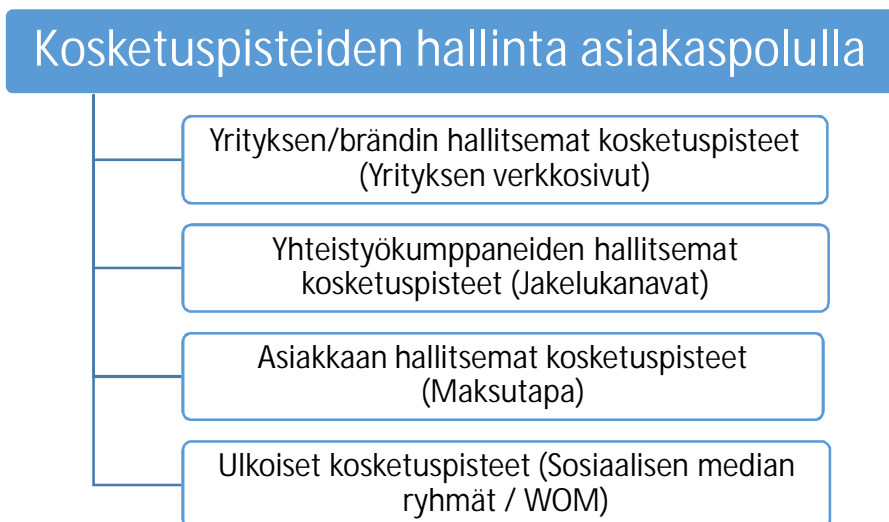 Kosketuspisteiden hallinta asiakaspolulla
Yrityksen/brändin hallitsemat kosketuspisteet
(Yrityksen verkkosivut)
Yhteistyökumppaneiden hallitsemat
kosketuspisteet (Jakelukanavat)
Asiakkaan hallitsemat kosketuspisteet
(Maksutapa)
Ulkoiset kosketuspisteet (Sosiaalisen median
ryhmät / WOM)